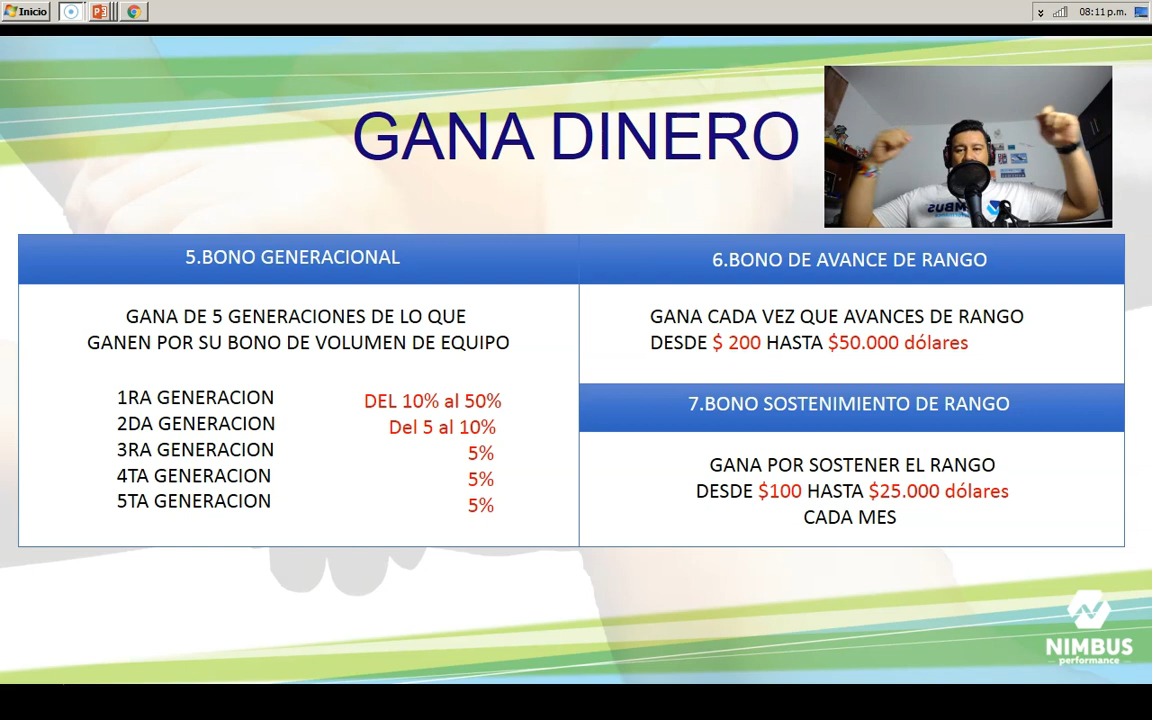 Inicio
08:11 p.m.
GANA DINERO
NIMBUS
5.BONO GENERACIONAL
GANA DE 5 GENERACIONES DE LO QUE
GANEN POR SU BONO DE VOLUMEN DE EQUIPO
1RA GENERACION DEL 10% al 50%
2DA GENERACION Del 5 al 10%
3RA GENERACION 5%
4TA GENERACION 5%
5TA GENERACION 5%
6.BONO DE AVANCE DE RANGO
GANA CADA VEZ QUE AVANCES DE RANGO
DESDE $ 200 HASTA $50.000 dólares
7.BONO SOSTENIMIENTO DE RANGO
GANA POR SOSTENER EL RANGO
DESDE $100 HASTA $25.000 dólares
CADA MES
NIMBUS
performance